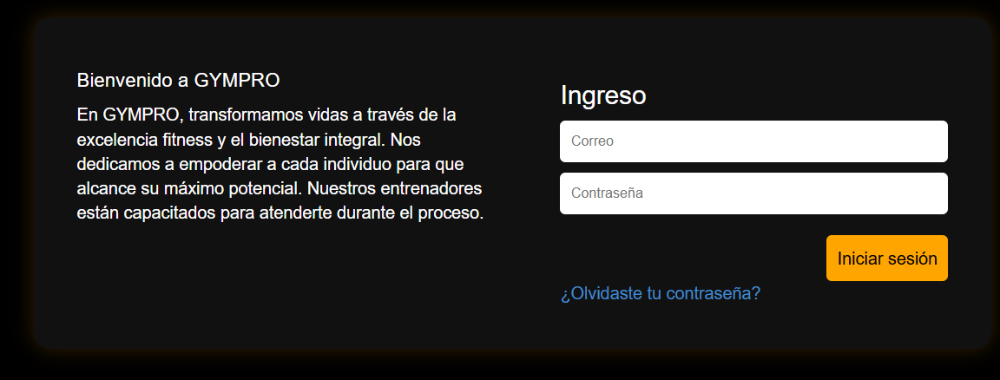 Bienvenido a GYMPRO
En GYMPRO, transformamos vidas a través de la
excelencia fitness y el bienestar integral. Nos
dedicamos a empoderar a cada individuo para que
alcance su máximo potencial. Nuestros entrenadores
están capacitados para atenderte durante el proceso.
Ingreso
Correo
Contraseña
Iniciar sesión
¿Olvidaste tu contraseña?